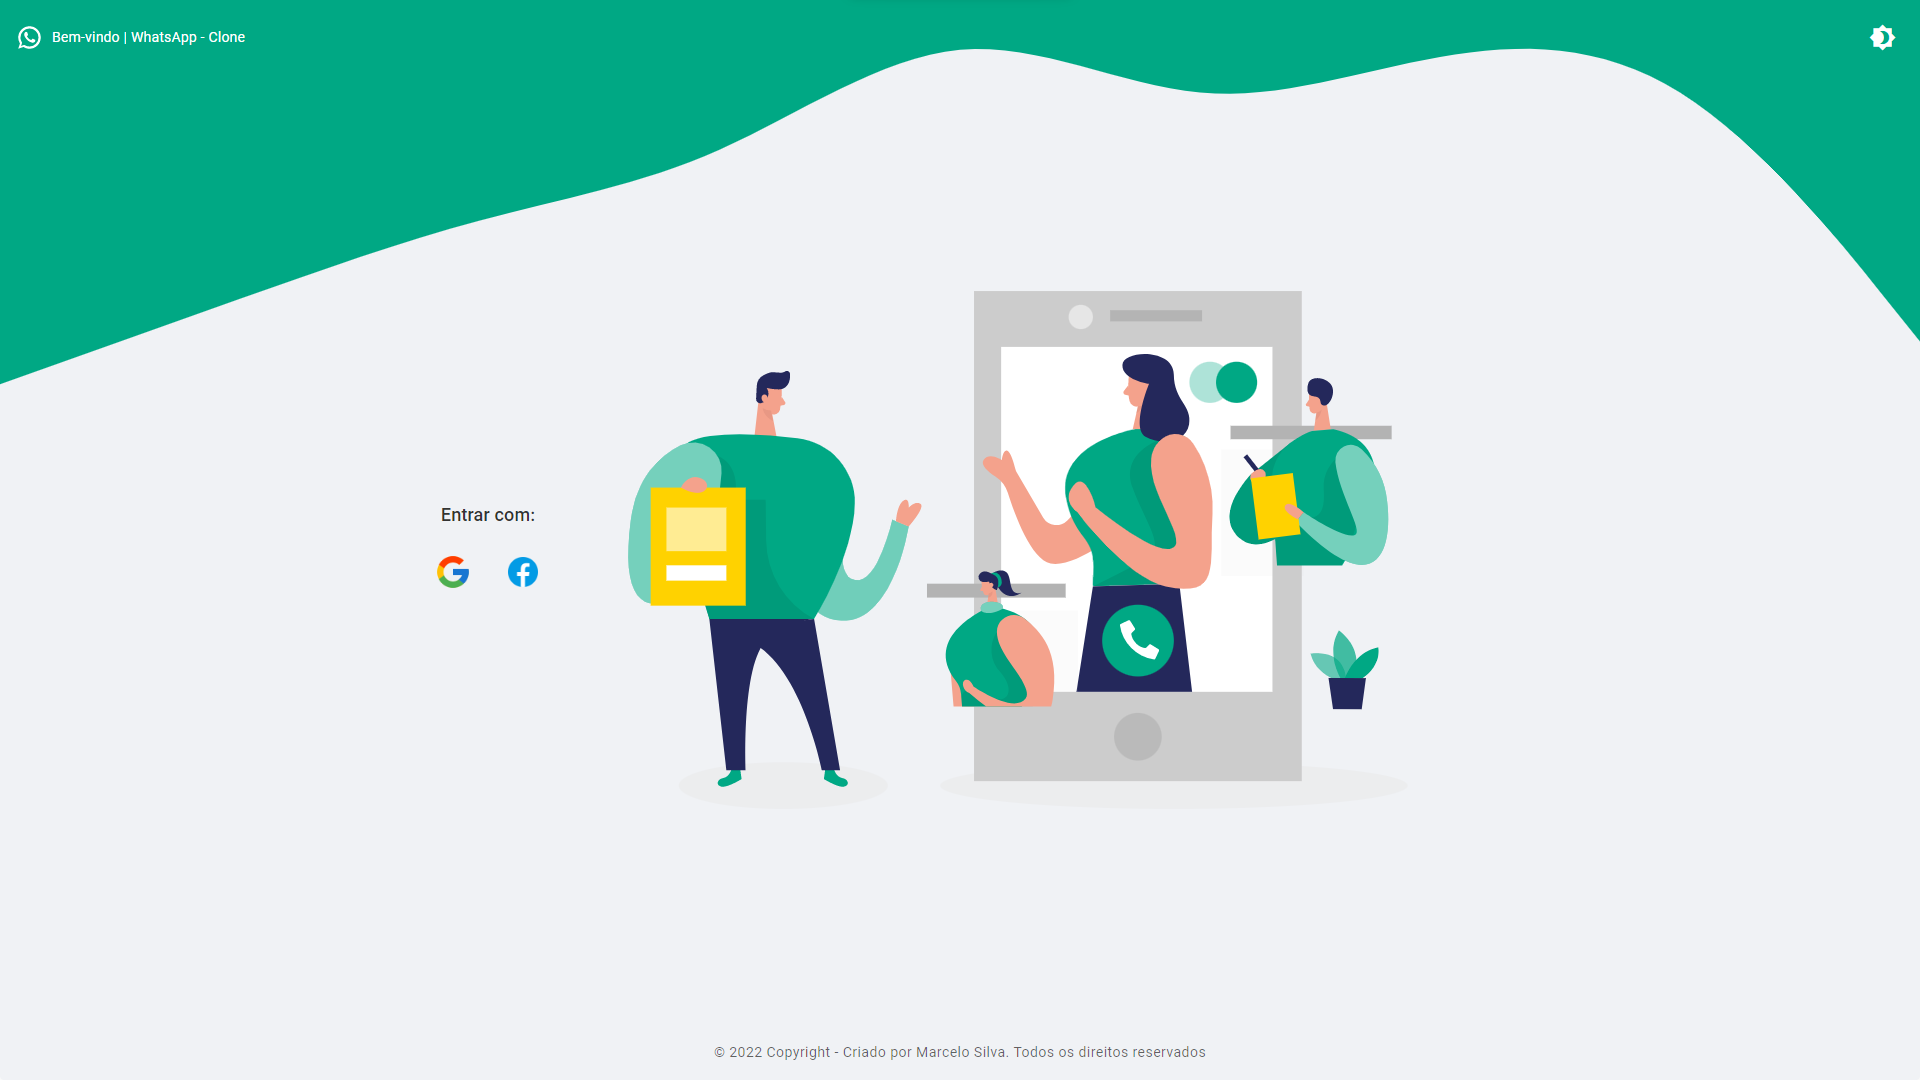 Bem-vindo | WhatsApp - Clone
Entrar com:
© 2022 Copyright - Criado por Marcelo Silva. Todos os direitos reservados